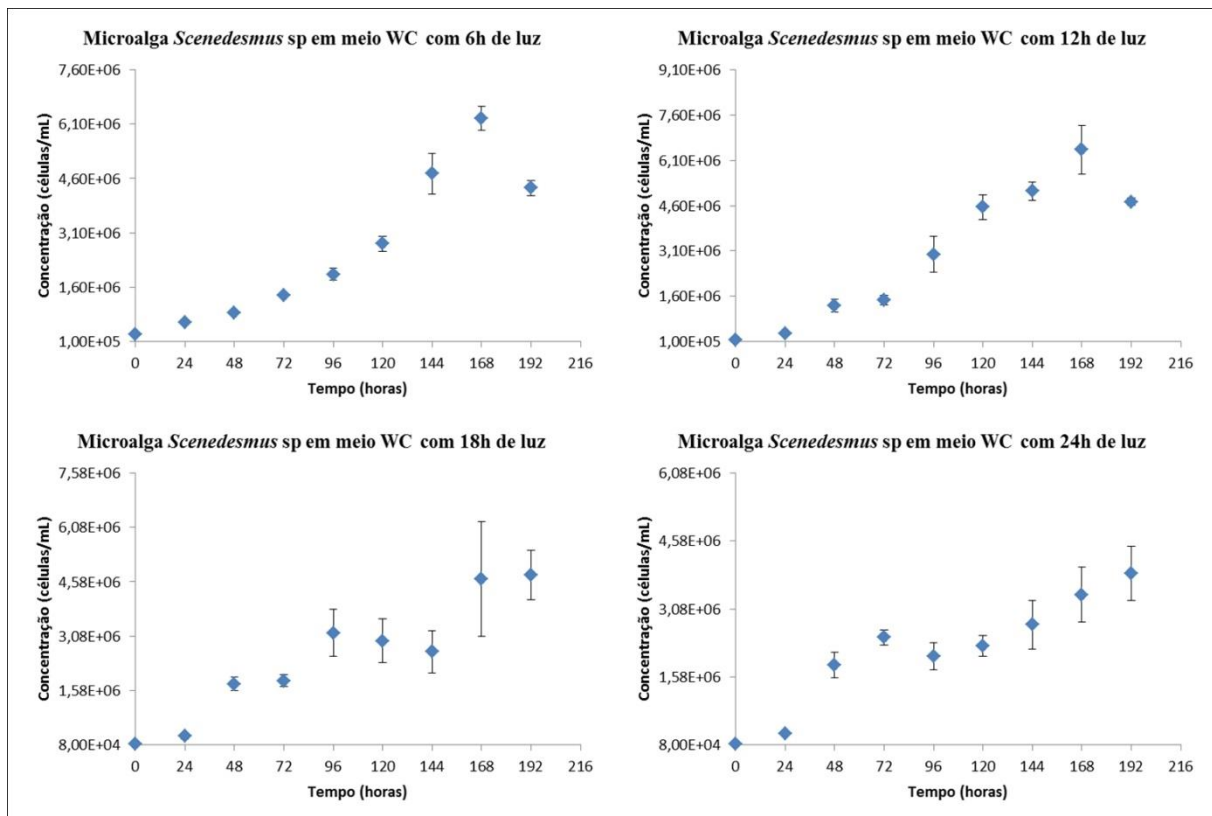 Microalga Scenedesmus sp em meio WC com 6h de luz
Concentração (células/mL)
7,60E+06
6,10E+06
4,60E+06
3,10E+06
1,60E+06
1,00E+05
0 24 48 72 96 120 144 168 192 216
Tempo (horas)
Microalga Scenedesmus sp em meio WC com 12h de luz
Concentração (células/mL)
9,10E+06
7,60E+06
6,10E+06
4,60E+06
3,10E+06
1,60E+06
1,00E+05
0 24 48 72 96 120 144 168 192 216
Tempo (horas)
Microalga Scenedesmus sp em meio WC com 18h de luz
Concentração (células/mL)
7,58E+06
6,08E+06
4,58E+06
3,08E+06
1,58E+06
8,00E+04
0 24 48 72 96 120 144 168 192 216
Tempo (horas)
Microalga Scenedesmus sp em meio WC com 24h de luz
Concentração (células/mL)
6,08E+06
4,58E+06
3,08E+06
1,58E+06
8,00E+04
0 24 48 72 96 120 144 168 192 216
Tempo (horas)